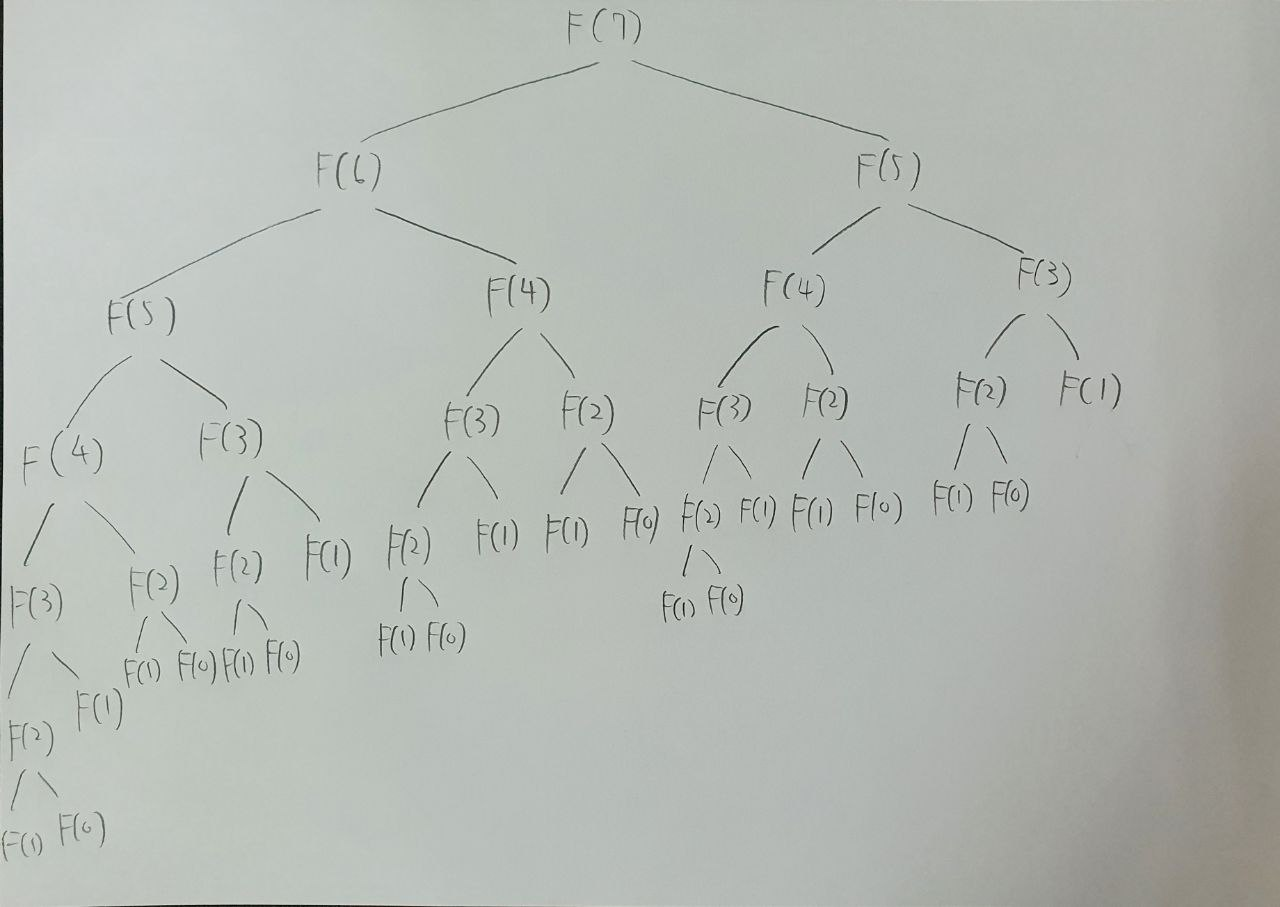 F(7)
F(6) F(5)
F(5) F(4) F(4) F(3)
F(4) F(3) F(3) F(2) F(3) F(2) F(2) F(1)
F(3) F(2) F(2) F(1) F(2) F(1) F(1) F(0) F(2) F(1) F(1) F(0) F(1) F(0)
F(2) F(1) F(1) F(0) F(1) F(0) F(1) F(0) F(1) F(0)
F(1) F(0)